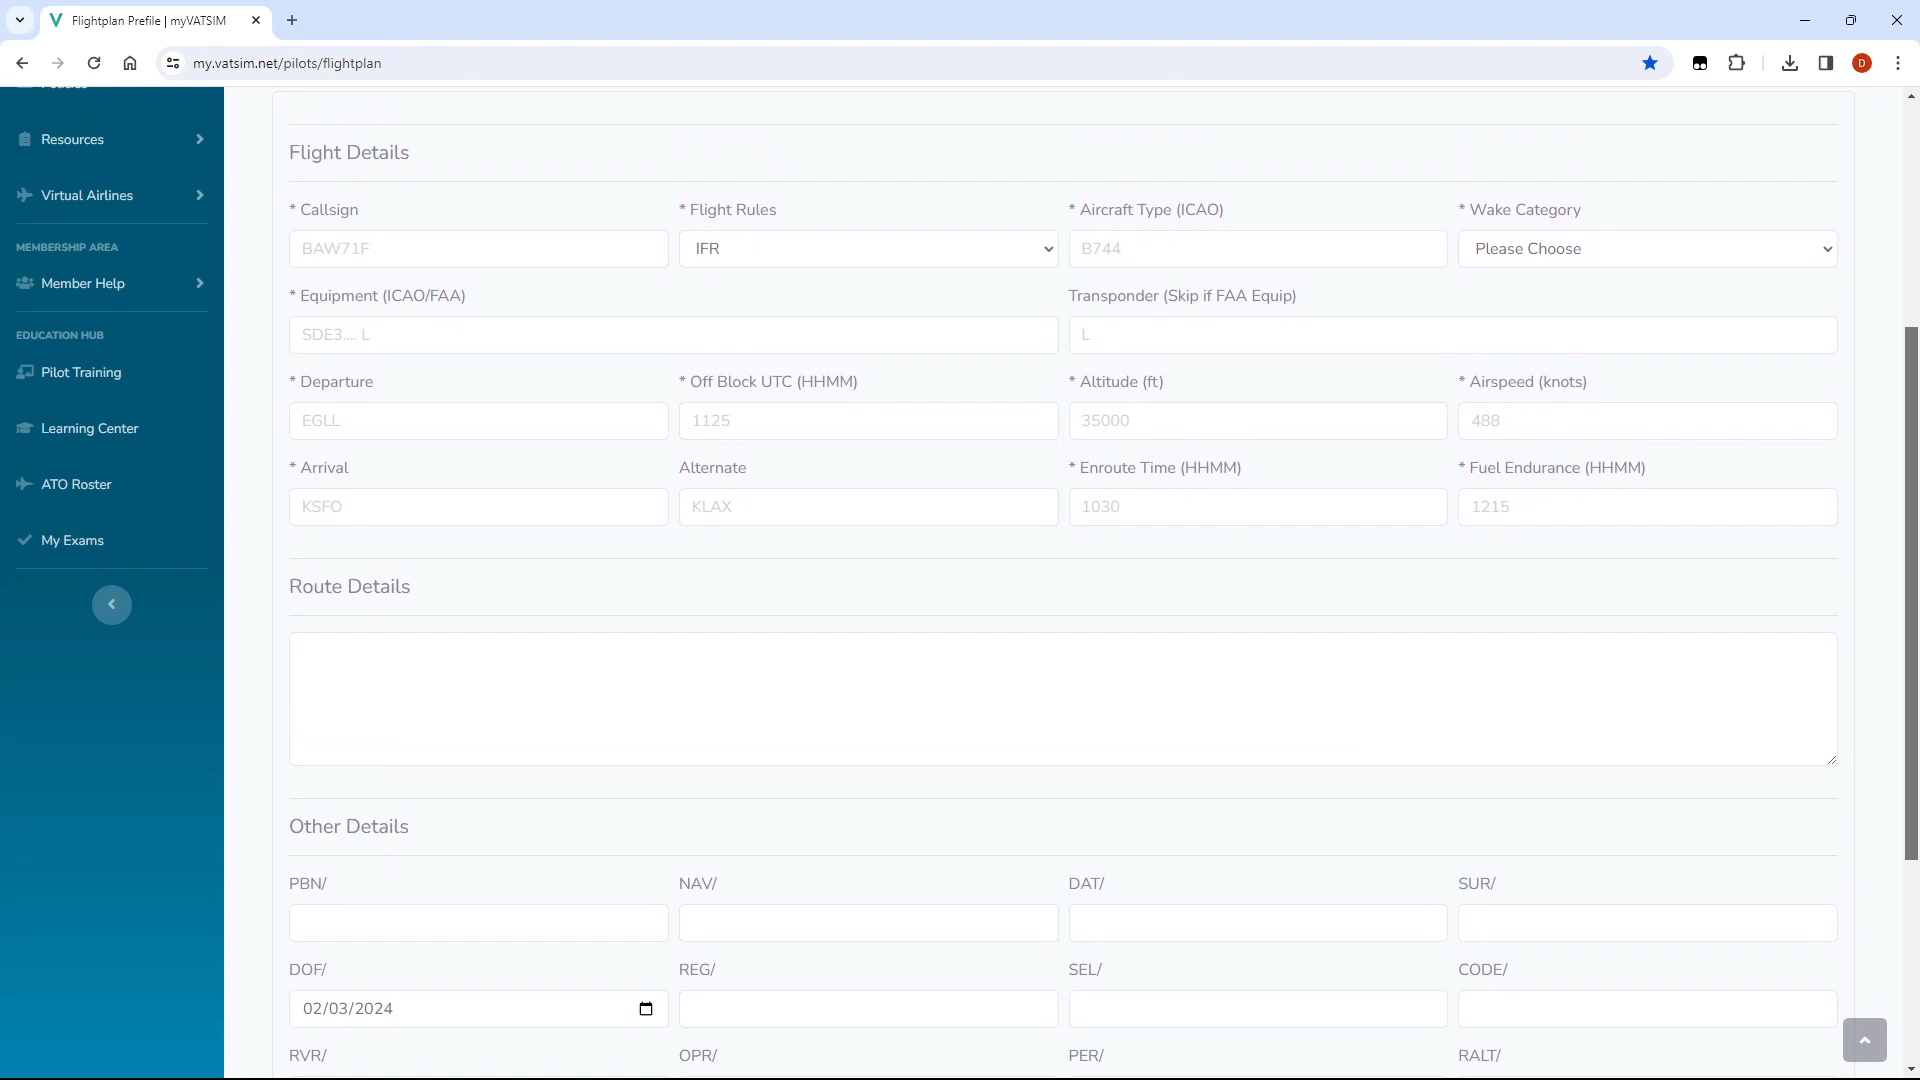 Flightplan Prefile | myVATSIM
my.vatsim.net/pilots/flightplan
D
Policies
Resources
Virtual Airlines
MEMBERSHIP AREA
Member Help
EDUCATION HUB
Pilot Training
Learning Center
ATO Roster
My Exams
Flight Details
* Callsign * Flight Rules * Aircraft Type (ICAO) * Wake Category
BAW71F IFR B744 Please Choose
* Equipment (ICAO/FAA) Transponder (Skip if FAA Equip)
SDE3.... L L
* Departure * Off Block UTC (HHMM) * Altitude (ft) * Airspeed (knots)
EGLL 1125 35000 488
* Arrival Alternate * Enroute Time (HHMM) * Fuel Endurance (HHMM)
KSFO KLAX 1030 1215
Route Details
Other Details
PBN/ NAV/ DAT/ SUR/
DOF/ REG/ SEL/ CODE/
02/03/2024
RVR/ OPR/ PER/ RALT/